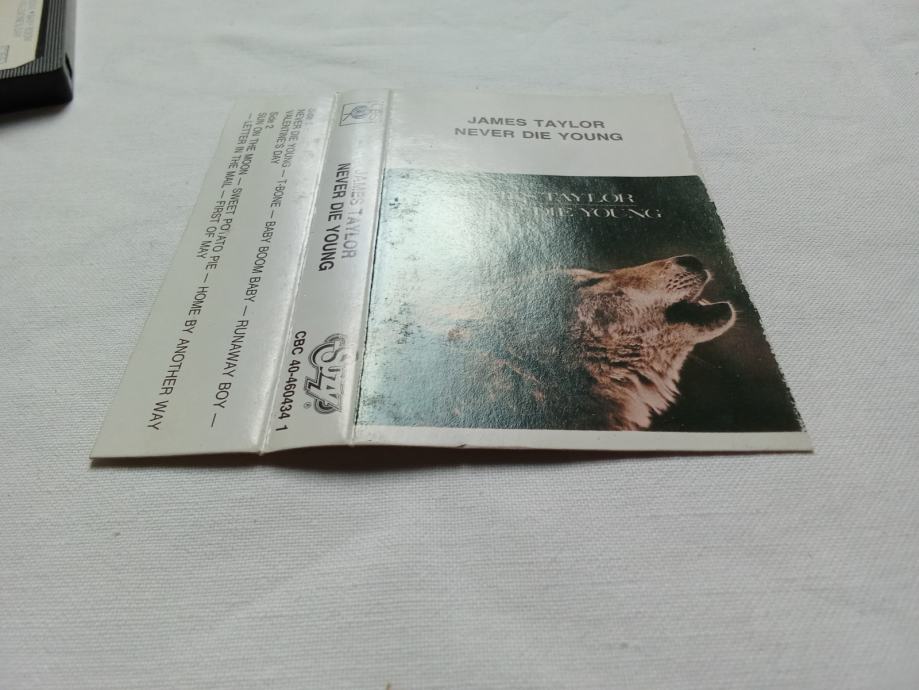 JAMES TAYLOR
NEVER DIE YOUNG
TAYLOR
DIE YOUNG
JAMES TAYLOR
NEVER DIE YOUNG
Suzy
®
CBC 40-460434 1
Side
NEVER DIE YOUNG — T-BONE — BABY BOOM BABY — RUNAWAY BOY —
VALENTINE'S DAY
Side 2
SUN ON THE MOON — SWEET POTATO PIE — HOME BY ANOTHER WAY
— LETTER IN THE MAIL — FIRST OF MAY